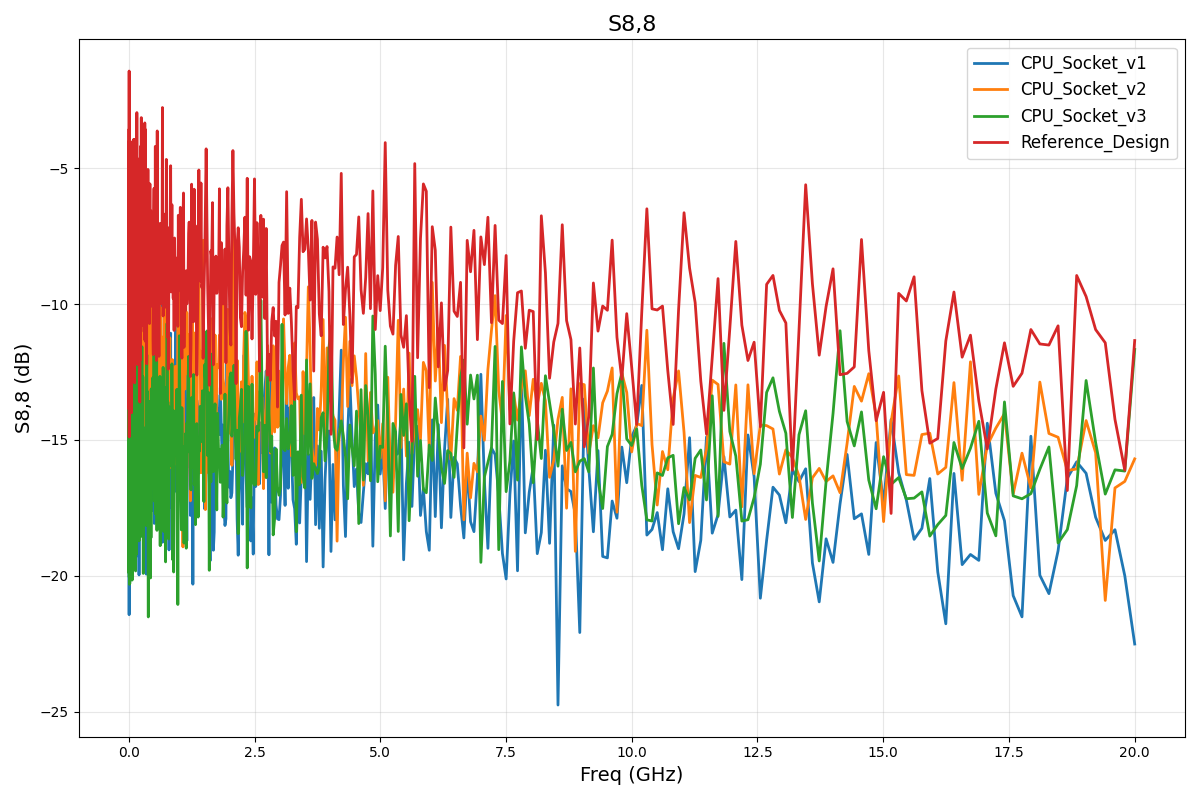 S8,8
CPU_Socket_v1
CPU_Socket_v2
CPU_Socket_v3
Reference_Design
S8,8 (dB)
−5
−10
−15
−20
−25
0.0 2.5 5.0 7.5 10.0 12.5 15.0 17.5 20.0
Freq (GHz)